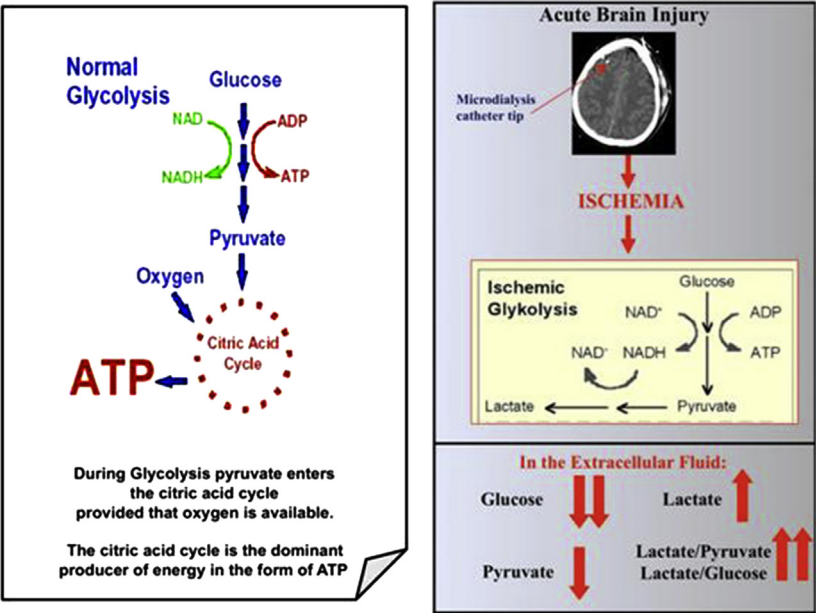 Normal
Glycolysis
Glucose
NAD
ADP
NADH
ATP
Pyruvate
Oxygen
Citric Acid
Cycle
ATP
During Glycolysis pyruvate enters
the citric acid cycle
provided that oxygen is available.
The citric acid cycle is the dominant
producer of energy in the form of ATP
Acute Brain Injury
Microdialysis
catheter tip
ISCHEMIA
Ischemic
Glykolysis
Glucose
NAD⁺
ADP
NAD⁻ NADH
ATP
Lactate
Pyruvate
In the Extracellular Fluid:
Glucose
Lactate
Pyruvate
Lactate/Pyruvate
Lactate/Glucose